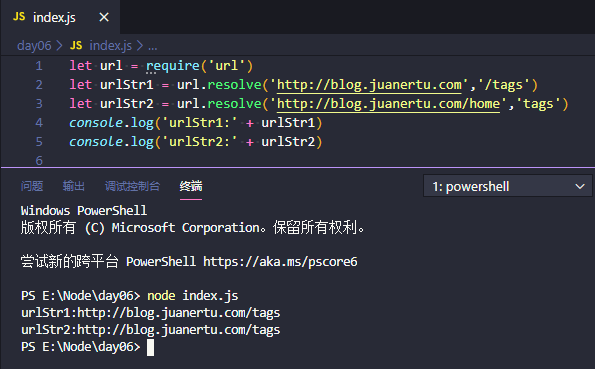 JS index.js ×
day06 > JS index.js > ...
1 let url = require('url')
2 let urlStr1 = url.resolve('http://blog.juanertu.com','/tags')
3 let urlStr2 = url.resolve('http://blog.juanertu.com/home','tags')
4 console.log('urlStr1:' + urlStr1)
5 console.log('urlStr2:' + urlStr2)
6
问题 输出 调试控制台 终端 1: powershell
Windows PowerShell
版权所有 (C) Microsoft Corporation。保留所有权利。
尝试新的跨平台 PowerShell https://aka.ms/pscore6
PS E:\Node\day06> node index.js
urlStr1:http://blog.juanertu.com/tags
urlStr2:http://blog.juanertu.com/tags
PS E:\Node\day06>